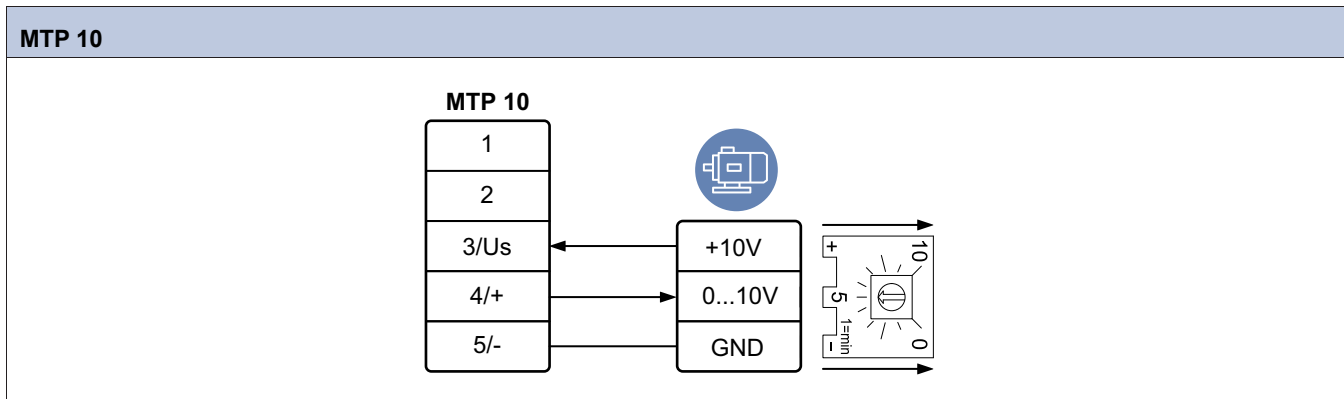 MTP 10
MTP 10
1
2
3/Us
4/+
5/-
+10V
0...10V
GND
+
5
-
1=min
10
0